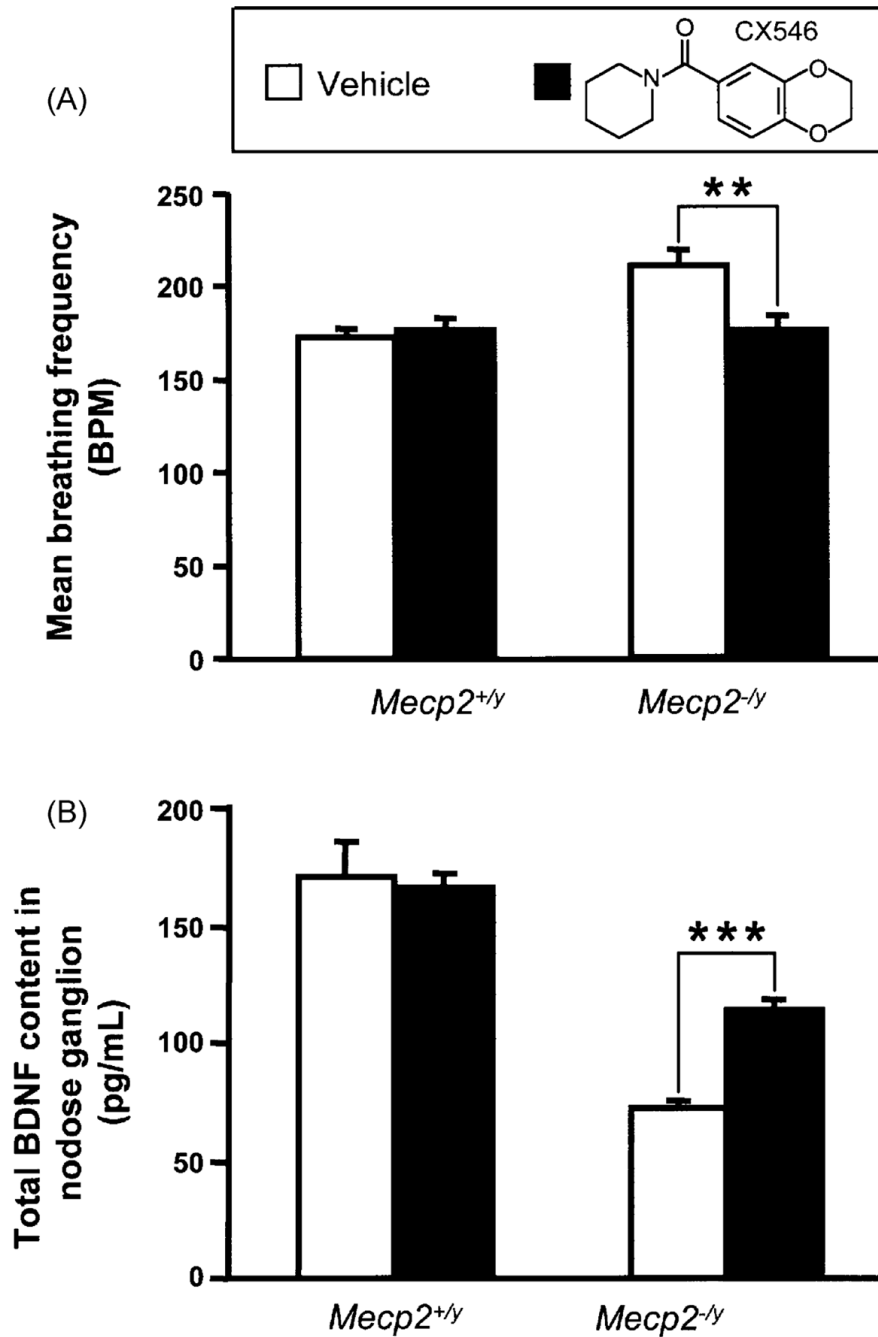 CX546
O
N
O
O
Vehicle
(A)
Mean breathing frequency
(BPM)
250
200
150
100
50
0
**
Mecp2+/y
Mecp2-/y
(B)
Total BDNF content in
nodose ganglion
(pg/mL)
200
150
100
50
0
***
Mecp2+/y
Mecp2-/y